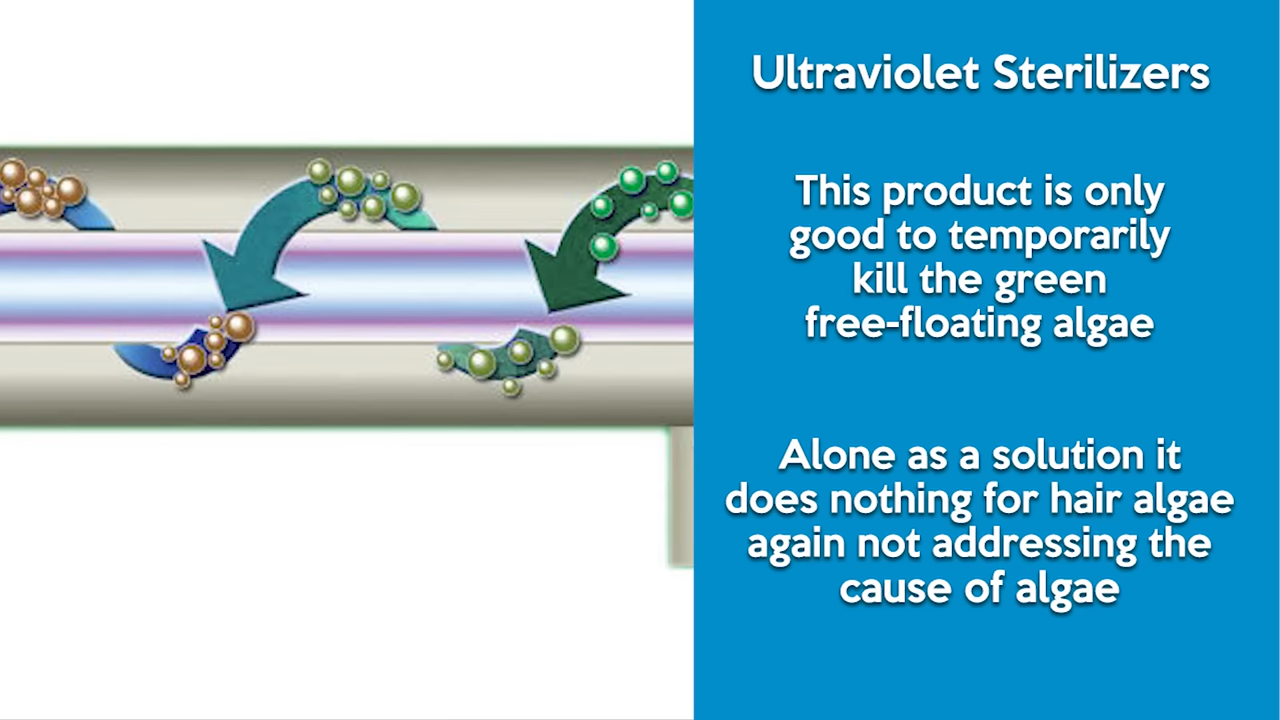 Ultraviolet Sterilizers
This product is only
good to temporarily
kill the green
free-floating algae
Alone as a solution it
does nothing for hair algae
again not addressing the
cause of algae